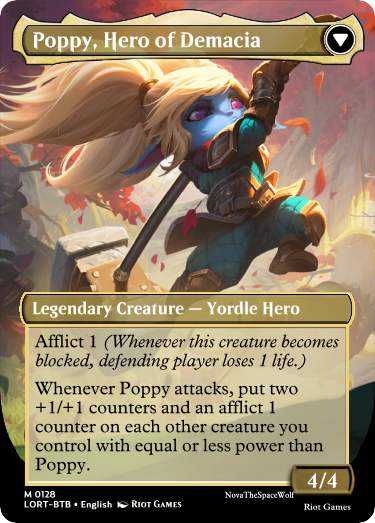 Poppy, Hero of Demacia
Legendary Creature — Yordle Hero
Afflict 1 (Whenever this creature becomes
blocked, defending player loses 1 life.)
Whenever Poppy attacks, put two
+1/+1 counters and an afflict 1
counter on each other creature you
control with equal or less power than
Poppy.
4/4
M 0128
LORT-BTB • English Riot Games
NovaTheSpaceWolf
Riot Games